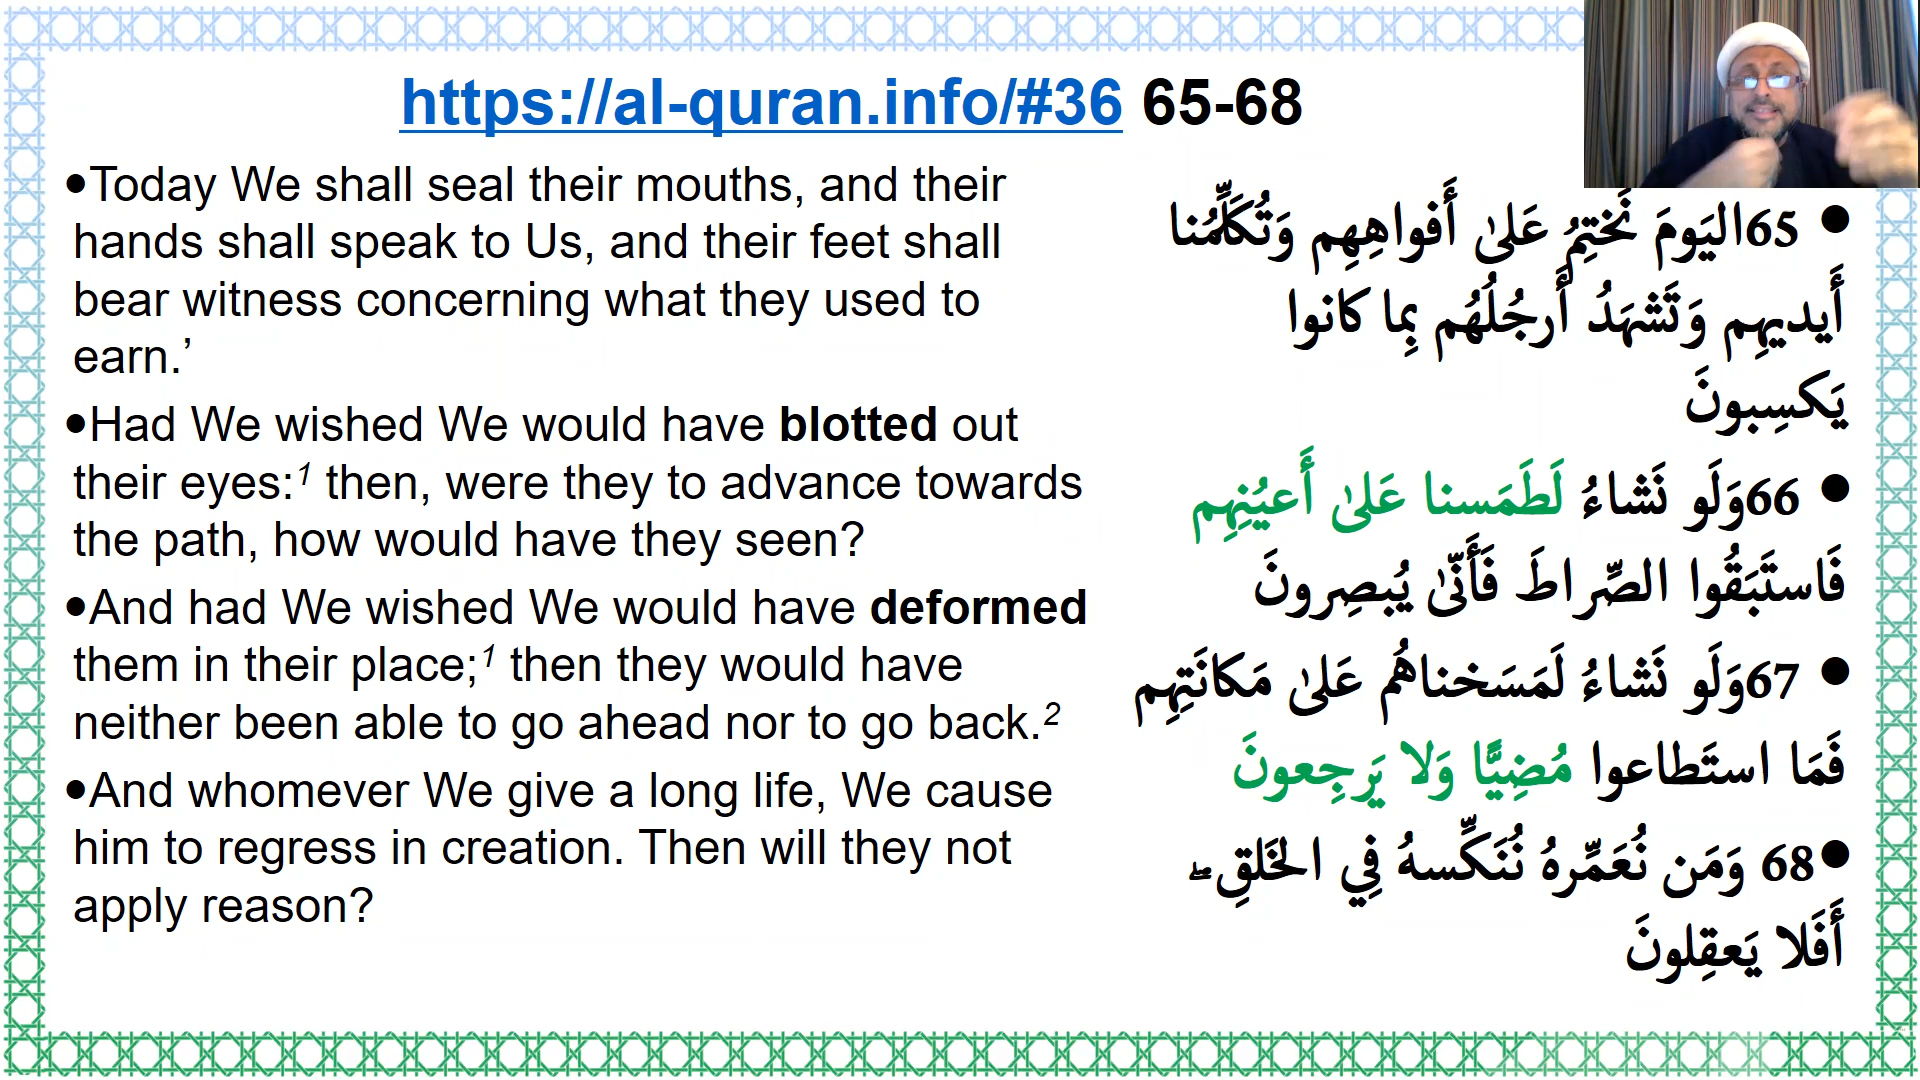 https://al-quran.info/#36 65-68
•Today We shall seal their mouths, and their
hands shall speak to Us, and their feet shall
bear witness concerning what they used to
earn.’
•Had We wished We would have blotted out
their eyes:1 then, were they to advance towards
the path, how would have they seen?
•And had We wished We would have deformed
them in their place;1 then they would have
neither been able to go ahead nor to go back.2
•And whomever We give a long life, We cause
him to regress in creation. Then will they not
apply reason?
• 65اليَومَ نَختِمُ عَلىٰ أَفواهِهِم وَتُكَلِّمُنا
أَيديهِم وَتَشهَدُ أَرجُلُهُم بِما كانوا
يَكسِبونَ
• 66وَلَو نَشاءُ لَطَمَسنا عَلىٰ أَعيُنِهِم
فَاستَبَقُوا الصِّراطَ فَأَنّىٰ يُبصِرونَ
• 67وَلَو نَشاءُ لَمَسَخناهُم عَلىٰ مَكانَتِهِم
فَمَا استَطاعوا مُضِيًّا وَلا يَرجِعونَ
•68 وَمَن نُعَمِّرهُ نُنَكِّسهُ فِي الخَلقِ ۖ
أَفَلا يَعقِلونَ